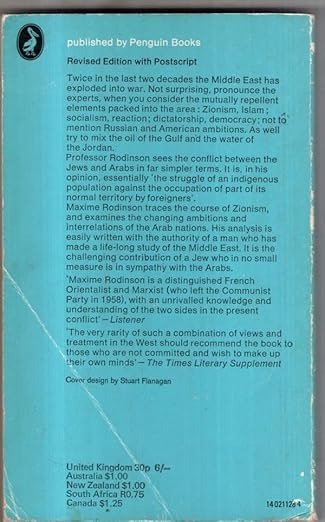 published by Penguin Books
Revised Edition with Postscript
Twice in the last two decades the Middle East has
exploded into war. Not surprising, pronounce the
experts, when you consider the mutually repellent
elements packed into the area: Zionism, Islam;
socialism, reaction; dictatorship, democracy; not to
mention Russian and American ambitions. As well
try to mix the oil of the Gulf and the water of
the Jordan.
Professor Rodinson sees the conflict between the
Jews and Arabs in far simpler terms. It is, in his
opinion, essentially 'the struggle of an indigenous
population against the occupation of part of its
normal territory by foreigners'.
Maxime Rodinson traces the course of Zionism,
and examines the changing ambitions and
interrelations of the Arab nations. His analysis is
easily written with the authority of a man who has
made a life-long study of the Middle East. It is the
challenging contribution of a Jew who in no small
measure is in sympathy with the Arabs.
'Maxime Rodinson is a distinguished French
Orientalist and Marxist (who left the Communist
Party in 1958), with an unrivalled knowledge and
understanding of the two sides in the present
conflict' – Listener
'The very rarity of such a combination of views and
treatment in the West should recommend the book to
those who are not committed and wish to make up
their own minds' – The Times Literary Supplement
Cover design by Stuart Flanagan
United Kingdom 30p 6/–
Australia $1.00
New Zealand $1.00
South Africa R0.75
Canada $1.25